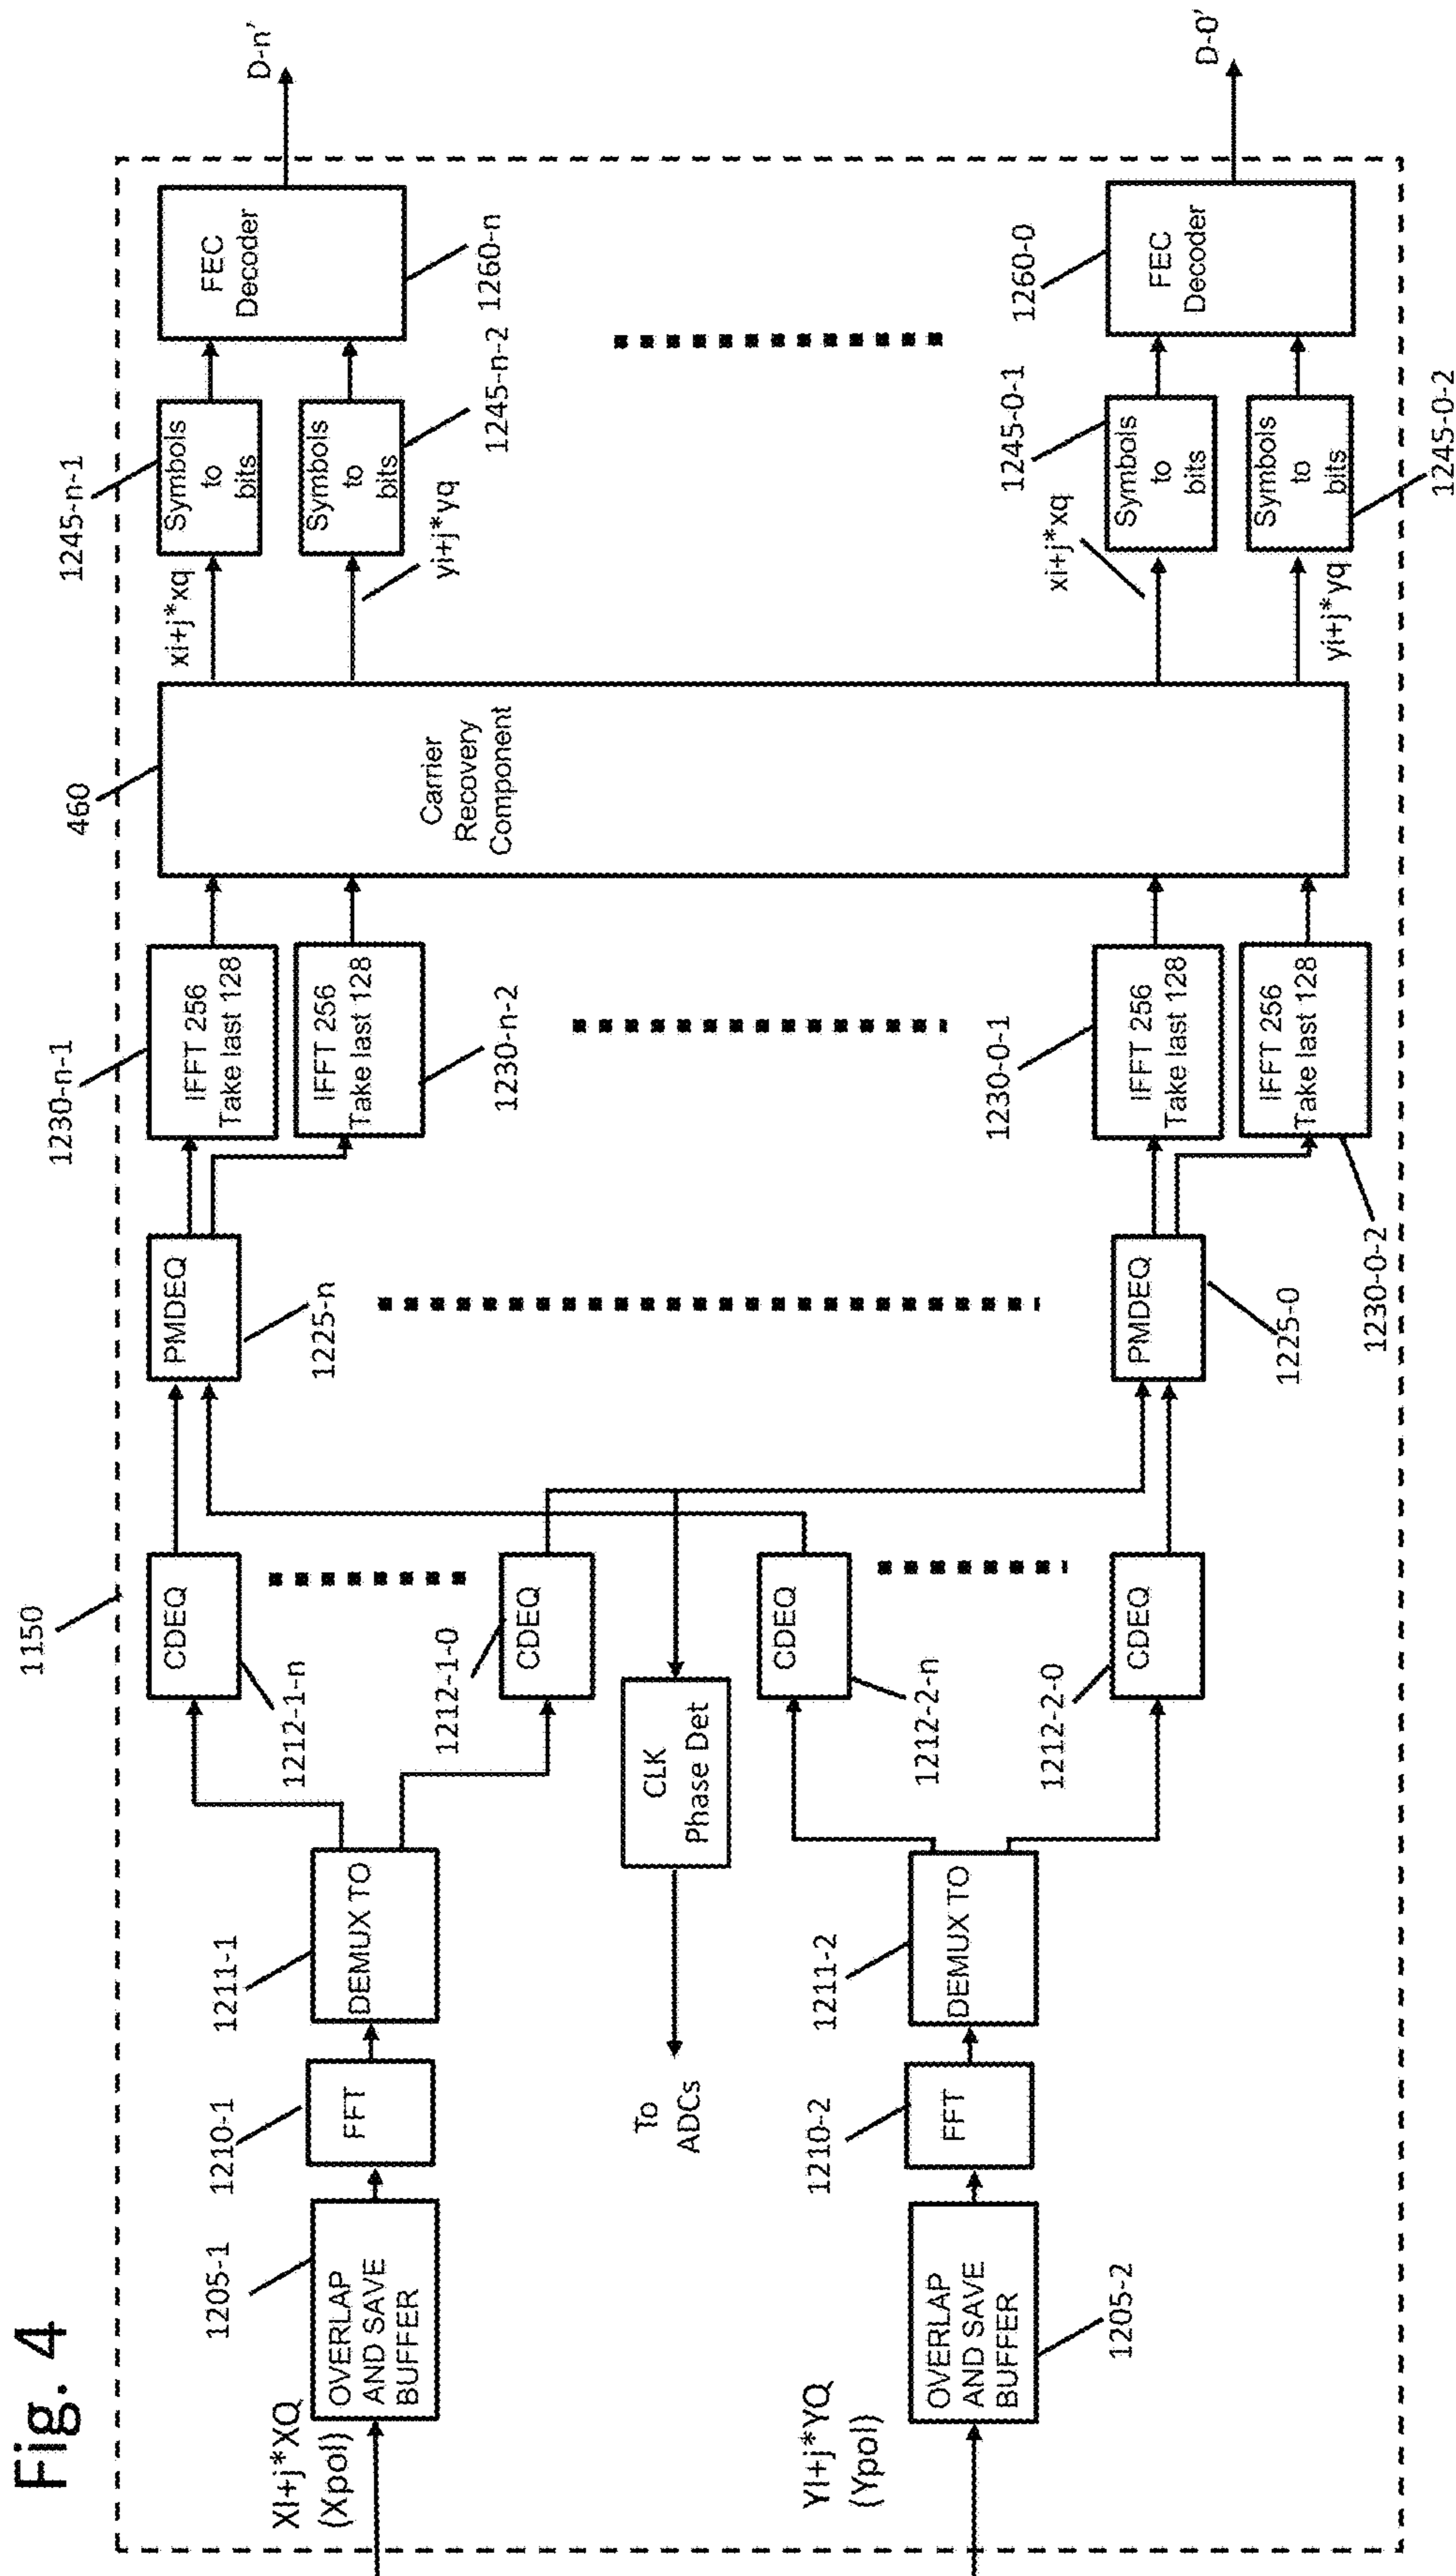 Fig. 4
1150
XI+j*XQ
(Xpol)
1205-1
OVERLAP
AND SAVE
BUFFER
1210-1
FFT
1211-1
DEMUX TO
CDEQ
1212-1-n
1212-1-0
CDEQ
CLK
Phase Det
To
ADCs
YI+j*YQ
(Ypol)
OVERLAP
AND SAVE
BUFFER
1205-2
1210-2
FFT
1211-2
DEMUX TO
CDEQ
1212-2-n
1212-2-0
CDEQ
PMDEQ
1225-n
PMDEQ
1225-0
1230-n-1
IFFT 256
Take last 128
IFFT 256
Take last 128
1230-n-2
1230-0-1
IFFT 256
Take last 128
IFFT 256
Take last 128
1230-0-2
460
Carrier
Recovery
Component
xi+j*xq
yi+j*yq
xi+j*xq
yi+j*yq
1245-n-1
Symbols
to
bits
Symbols
to
bits
1245-n-2
1245-0-1
Symbols
to
bits
Symbols
to
bits
1245-0-2
FEC
Decoder
1260-n
1260-0
FEC
Decoder
D-n'
D-0'